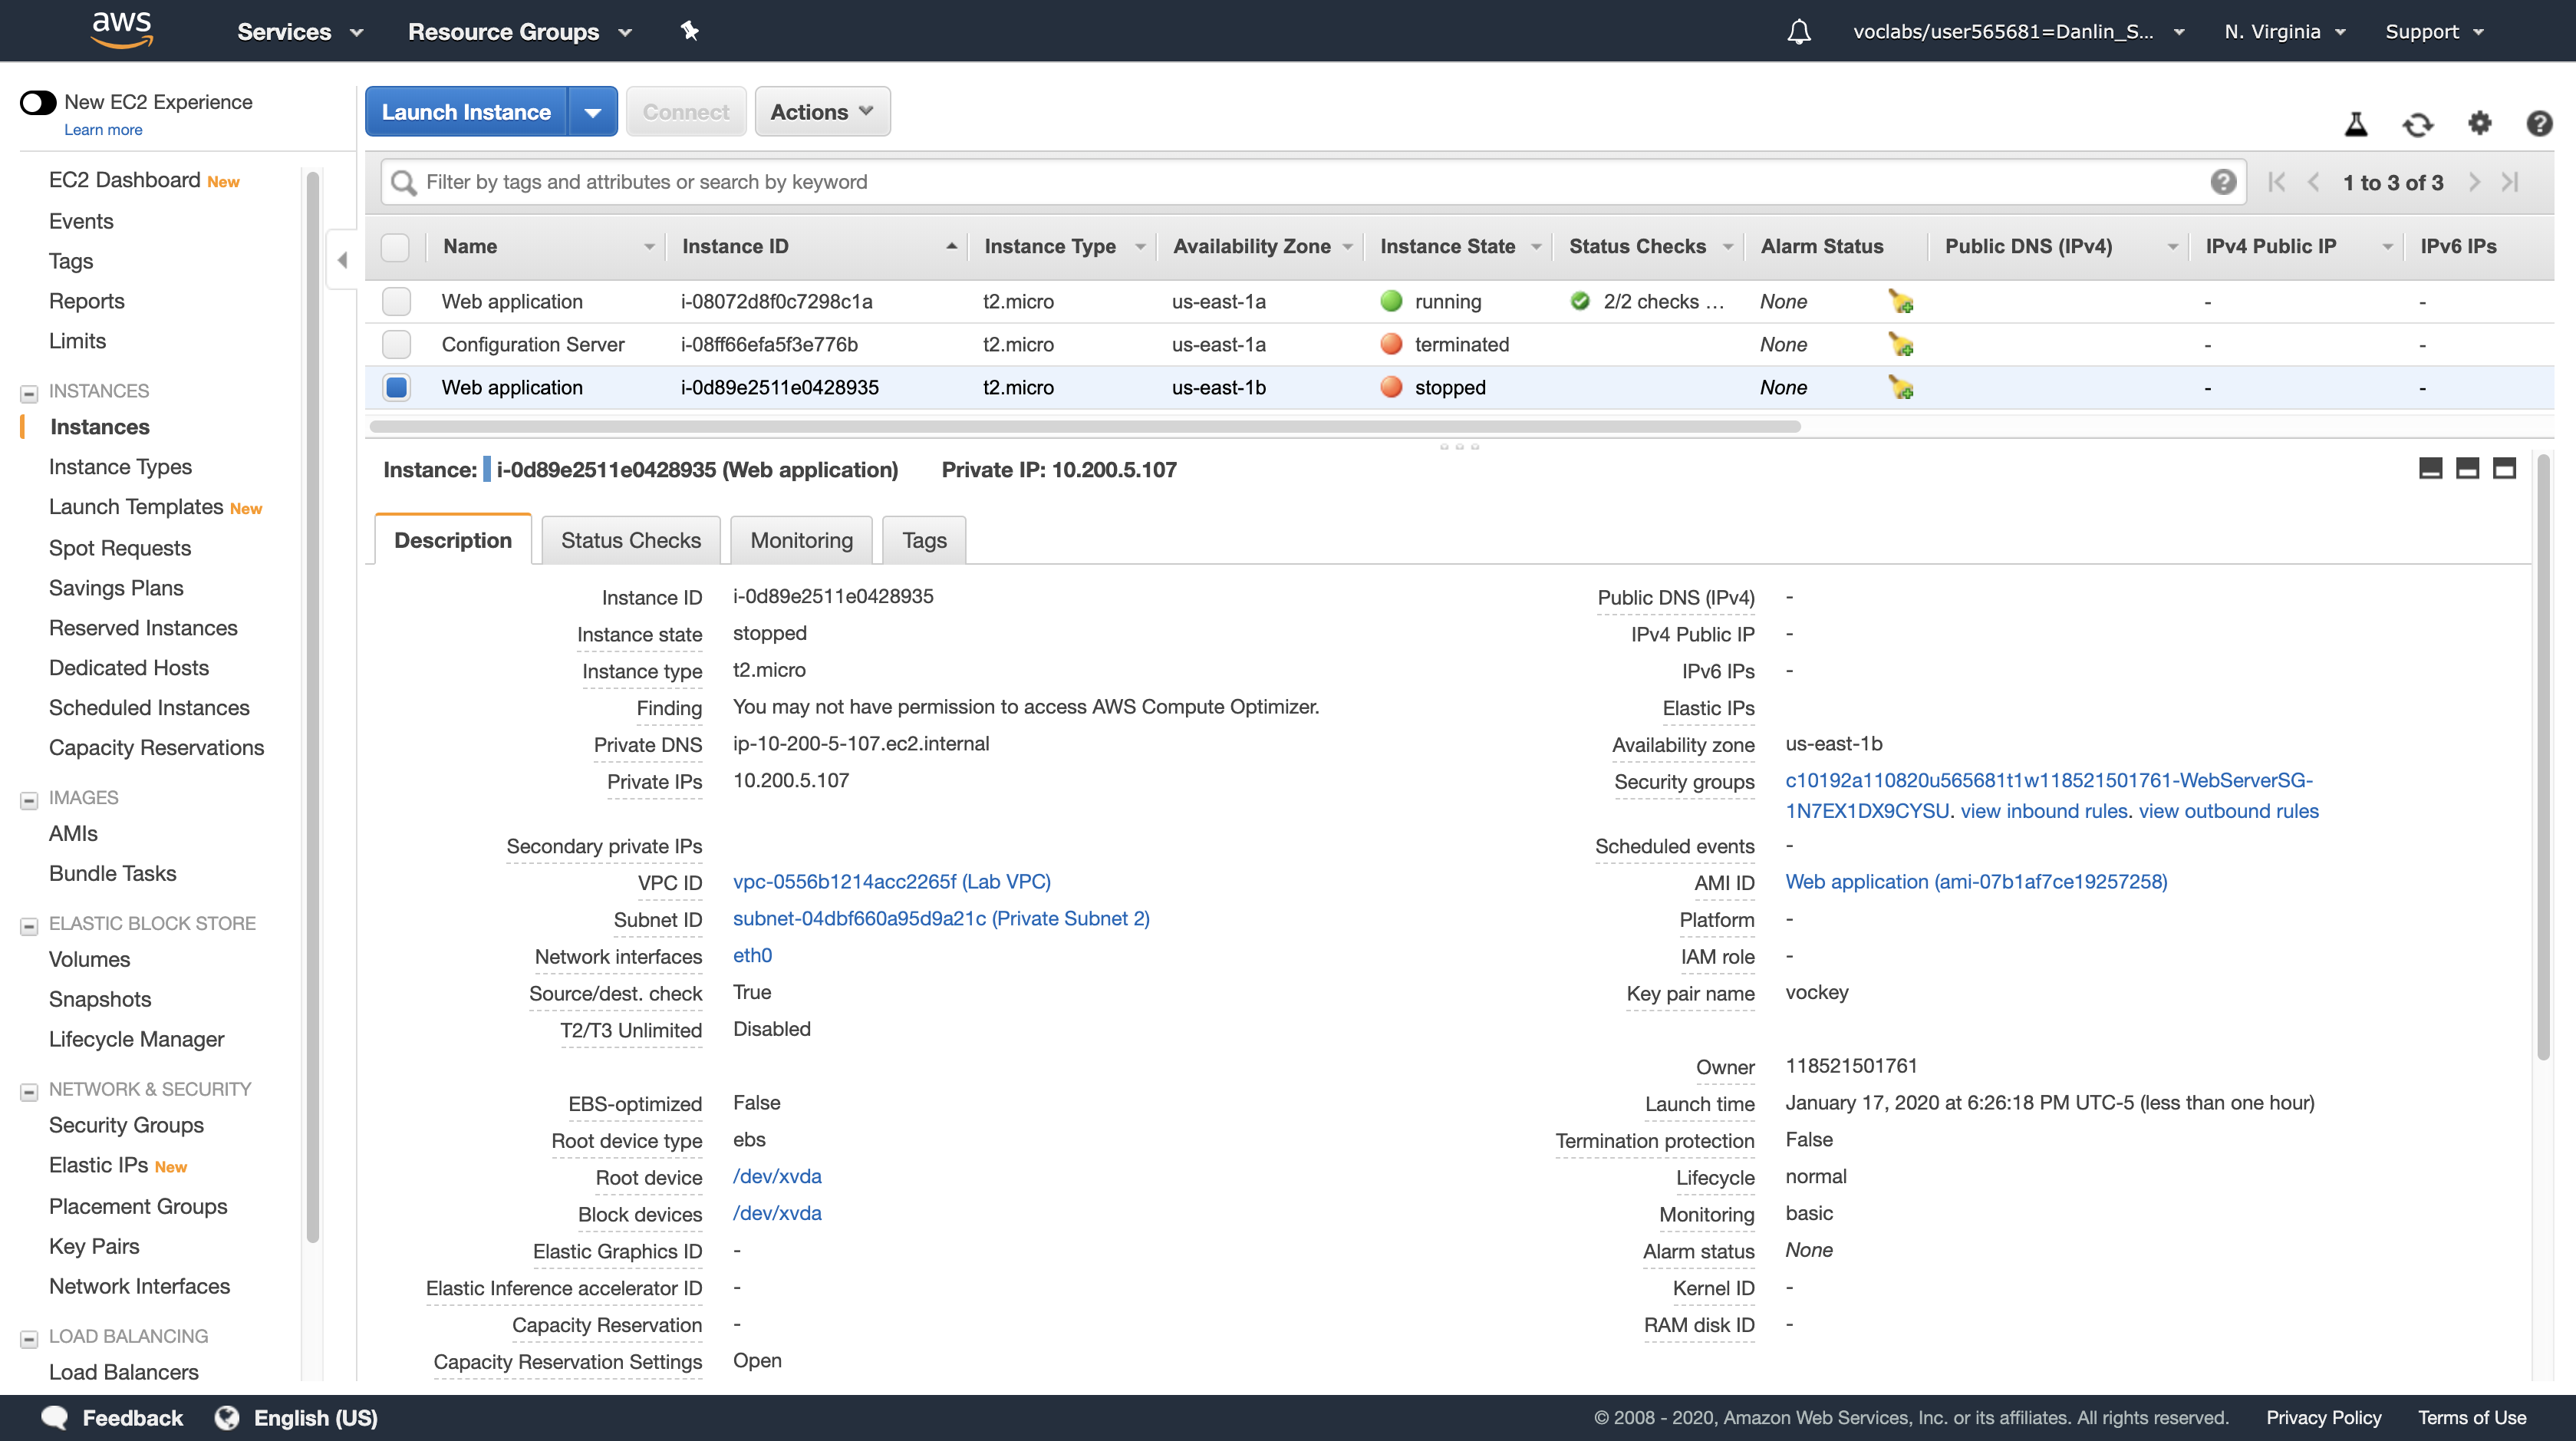 aws Services Resource Groups voclabs/user565681=Danlin_S... N. Virginia Support
New EC2 Experience
Learn more
Launch Instance Connect Actions
EC2 Dashboard New
Events
Tags
Reports
Limits
INSTANCES
Instances
Instance Types
Launch Templates New
Spot Requests
Savings Plans
Reserved Instances
Dedicated Hosts
Scheduled Instances
Capacity Reservations
IMAGES
AMIs
Bundle Tasks
ELASTIC BLOCK STORE
Volumes
Snapshots
Lifecycle Manager
NETWORK & SECURITY
Security Groups
Elastic IPs New
Placement Groups
Key Pairs
Network Interfaces
LOAD BALANCING
Load Balancers
Filter by tags and attributes or search by keyword 1 to 3 of 3
Name Instance ID Instance Type Availability Zone Instance State Status Checks Alarm Status Public DNS (IPv4) IPv4 Public IP IPv6 IPs
Web application i-08072d8f0c7298c1a t2.micro us-east-1a running 2/2 checks ... None - -
Configuration Server i-08ff66efa5f3e776b t2.micro us-east-1a terminated None - -
Web application i-0d89e2511e0428935 t2.micro us-east-1b stopped None - -
Instance: i-0d89e2511e0428935 (Web application) Private IP: 10.200.5.107
Description Status Checks Monitoring Tags
Instance ID i-0d89e2511e0428935
Instance state stopped
Instance type t2.micro
Finding You may not have permission to access AWS Compute Optimizer.
Private DNS ip-10-200-5-107.ec2.internal
Private IPs 10.200.5.107
Secondary private IPs
VPC ID vpc-0556b1214acc2265f (Lab VPC)
Subnet ID subnet-04dbf660a95d9a21c (Private Subnet 2)
Network interfaces eth0
Source/dest. check True
T2/T3 Unlimited Disabled
EBS-optimized False
Root device type ebs
Root device /dev/xvda
Block devices /dev/xvda
Elastic Graphics ID -
Elastic Inference accelerator ID -
Capacity Reservation -
Capacity Reservation Settings Open
Public DNS (IPv4) -
IPv4 Public IP -
IPv6 IPs -
Elastic IPs
Availability zone us-east-1b
Security groups c10192a110820u565681t1w118521501761-WebServerSG-
1N7EX1DX9CYSU. view inbound rules. view outbound rules
Scheduled events -
AMI ID Web application (ami-07b1af7ce19257258)
Platform -
IAM role -
Key pair name vockey
Owner 118521501761
Launch time January 17, 2020 at 6:26:18 PM UTC-5 (less than one hour)
Termination protection False
Lifecycle normal
Monitoring basic
Alarm status None
Kernel ID -
RAM disk ID -
Feedback English (US) © 2008 - 2020, Amazon Web Services, Inc. or its affiliates. All rights reserved. Privacy Policy Terms of Use